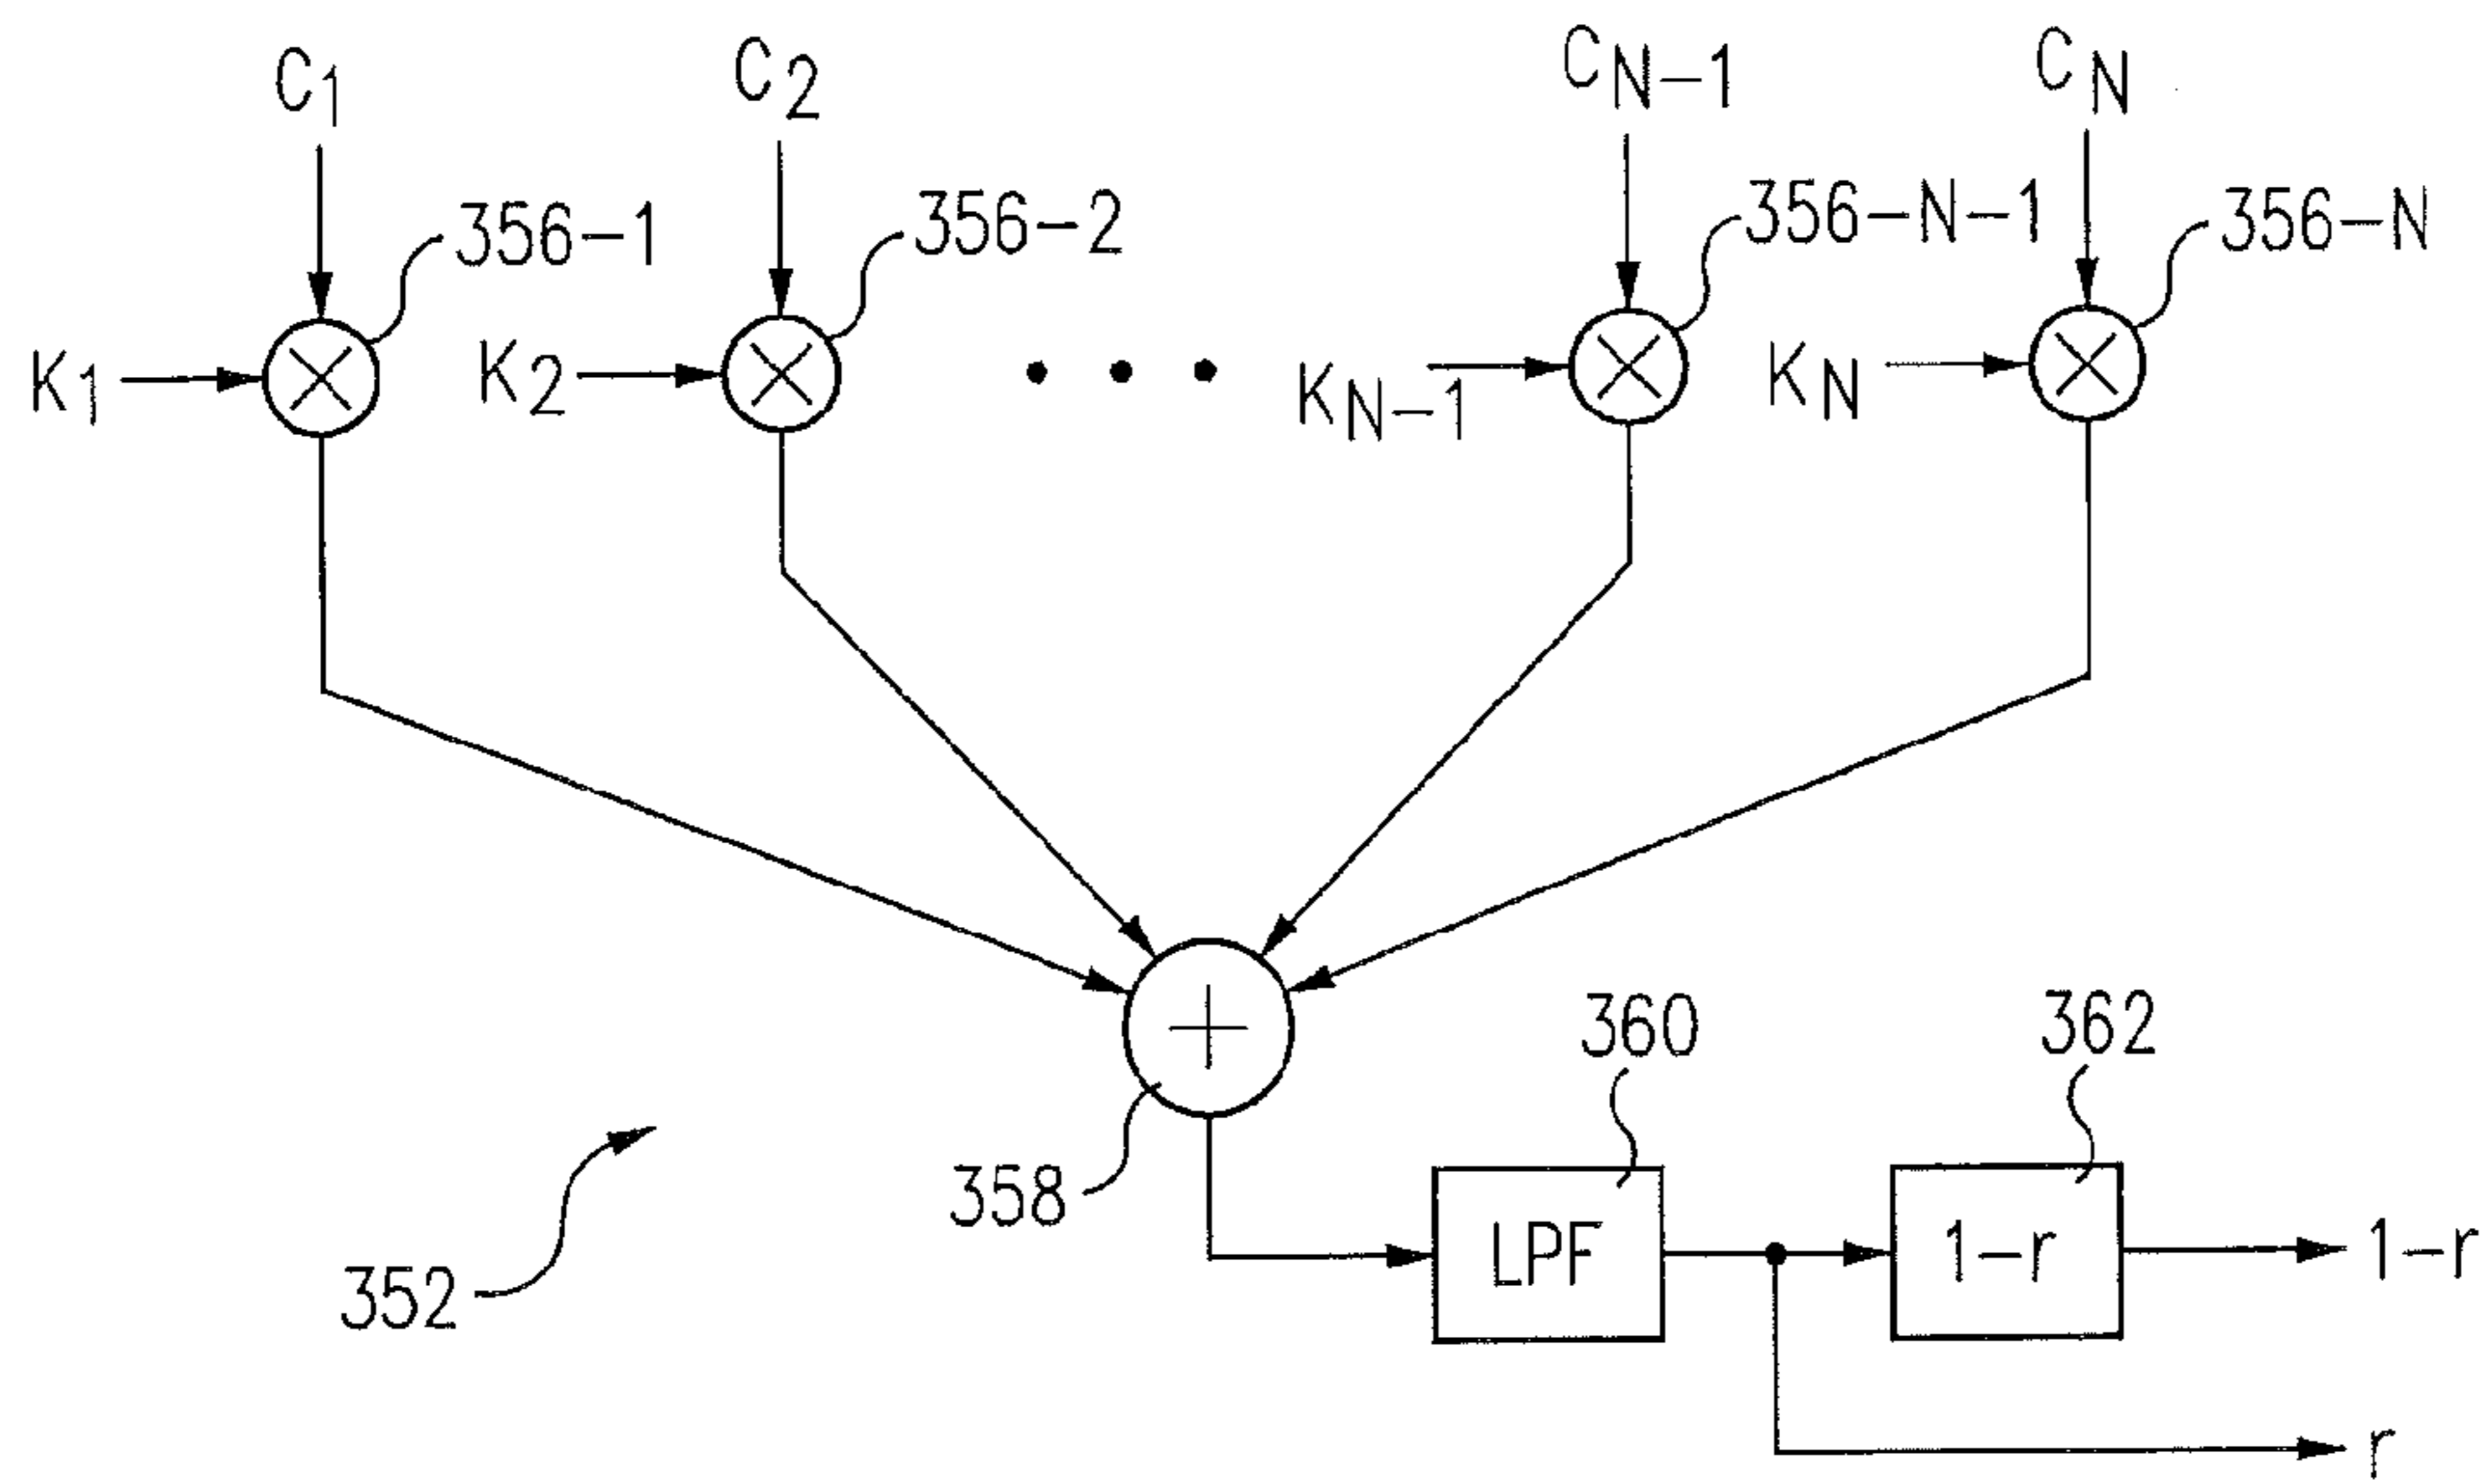 C1
C2
CN-1
CN
356-1
356-2
356-N-1
356-N
K1
K2
KN-1
KN
360
362
358
352
LPF
1-r
1-r
r